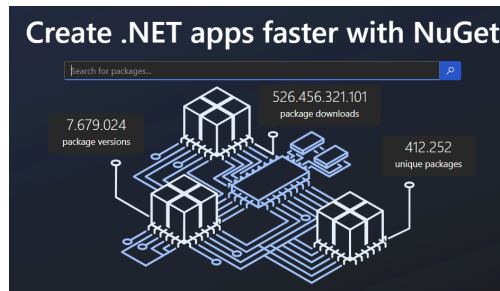 Create .NET apps faster with NuGet
Search for packages...
526.456.321.101
package downloads
7.679.024
package versions
412.252
unique packages